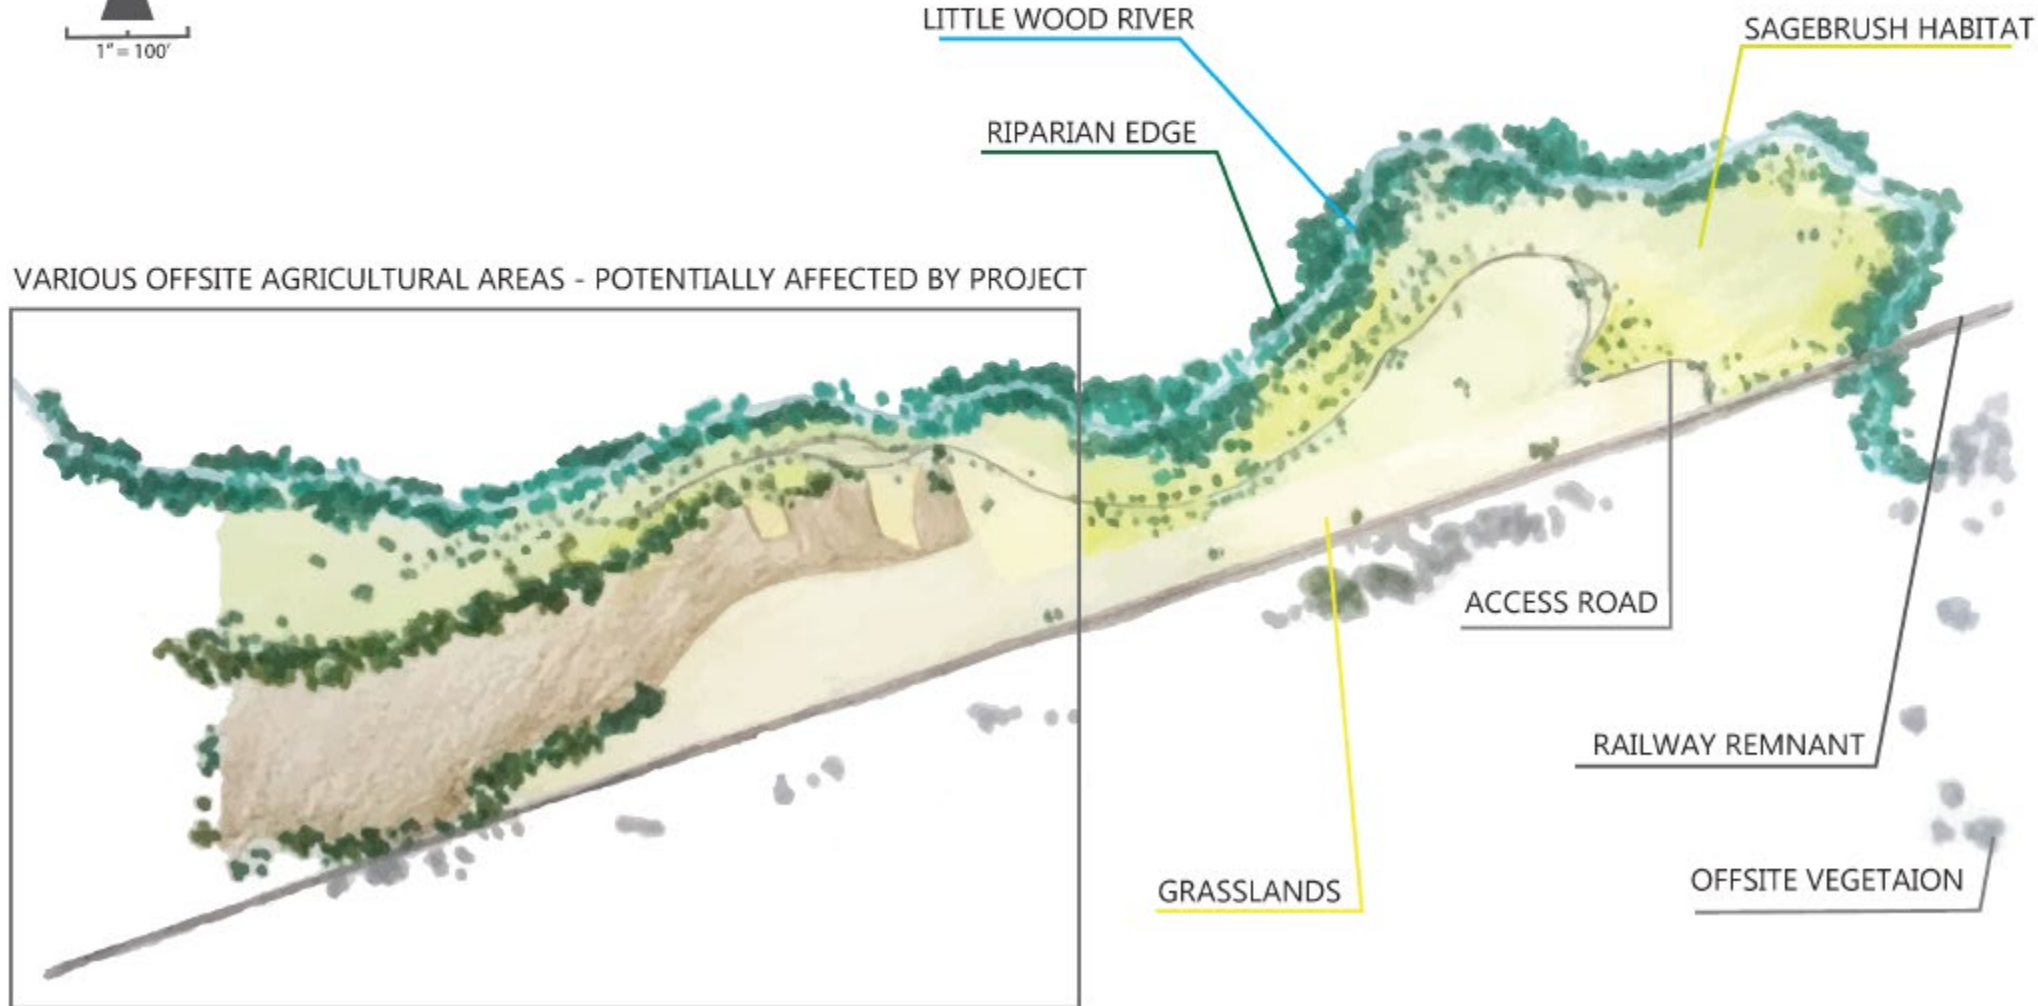 1" = 100'
LITTLE WOOD RIVER
SAGEBRUSH HABITAT
RIPARIAN EDGE
VARIOUS OFFSITE AGRICULTURAL AREAS - POTENTIALLY AFFECTED BY PROJECT
ACCESS ROAD
RAILWAY REMNANT
GRASSLANDS
OFFSITE VEGETAION